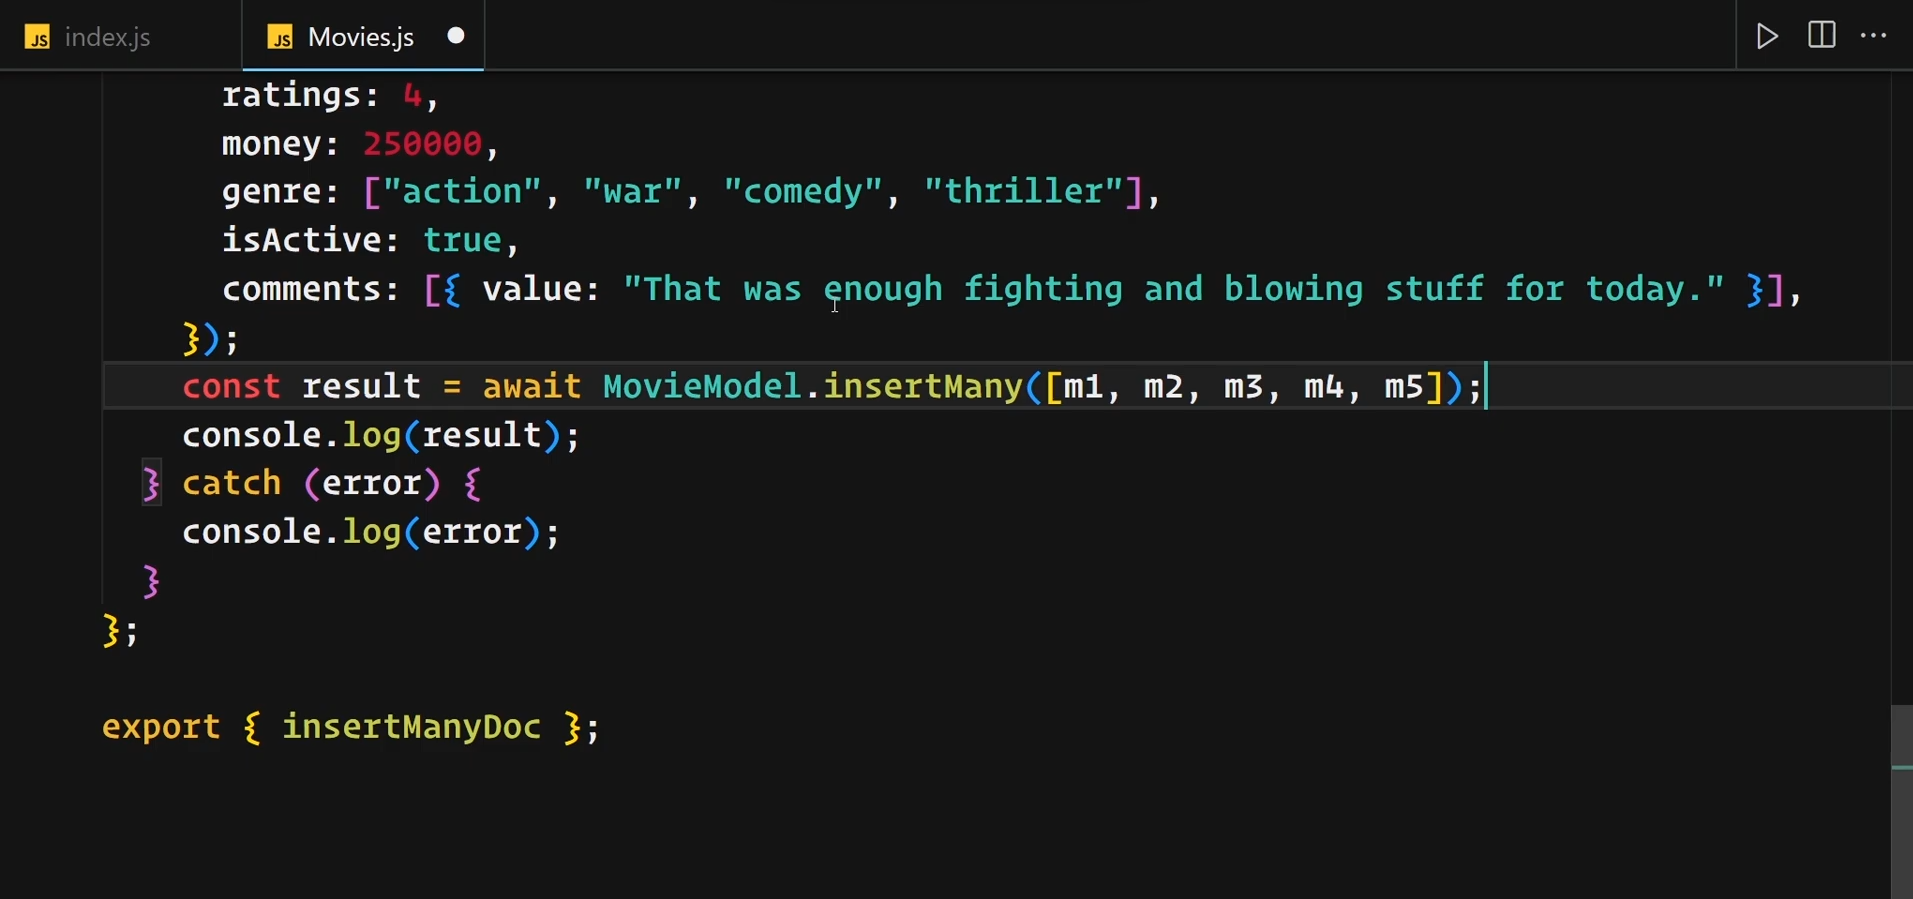 JS index.js
JS Movies.js
ratings: 4,
money: 250000,
genre: ["action", "war", "comedy", "thriller"],
isActive: true,
comments: [{ value: "That was enough fighting and blowing stuff for today." }],
});
const result = await MovieModel.insertMany([m1, m2, m3, m4, m5]);
console.log(result);
} catch (error) {
console.log(error);
}
};
export { insertManyDoc };